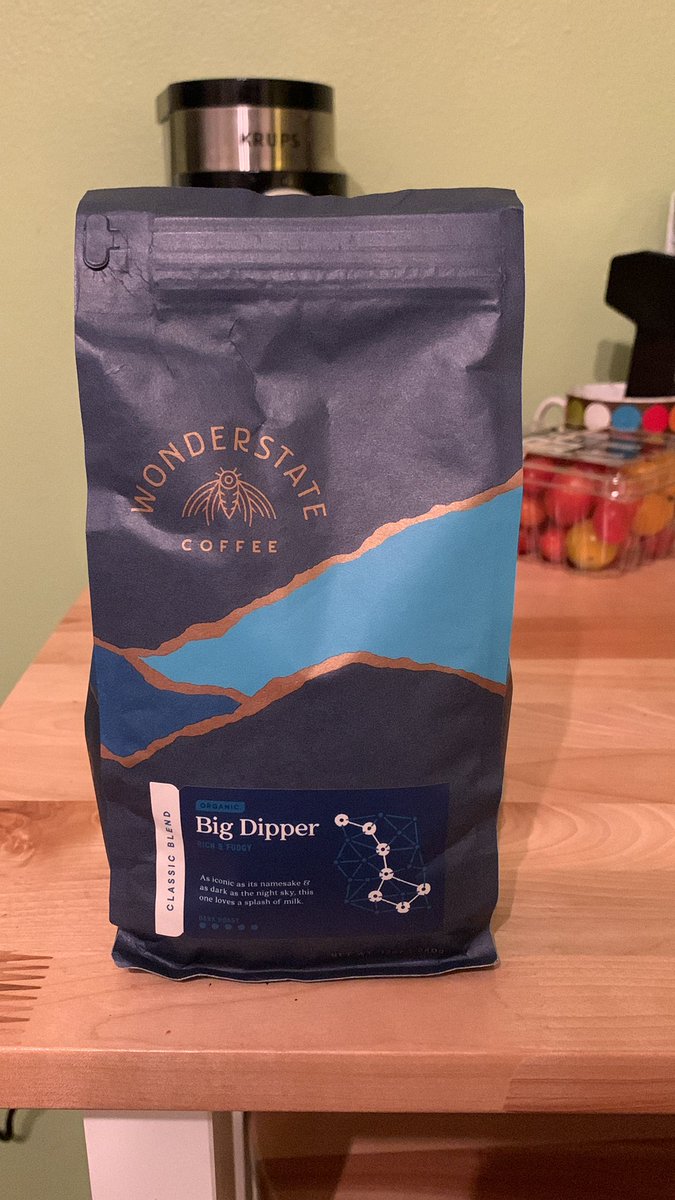 KRUPS
WONDERSTATE
COFFEE
CLASSIC BLEND
ORGANIC
Big Dipper
RICH & FUDGY
As iconic as its namesake &
as dark as the night sky, this
one loves a splash of milk.
DARK ROAST